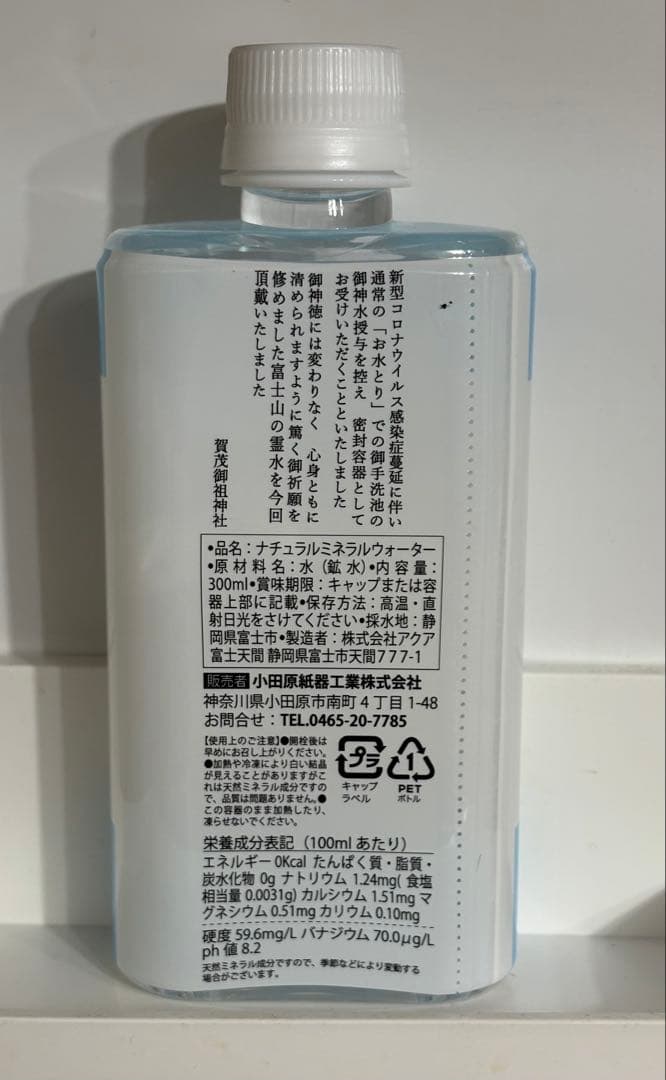 新型コロナウイルス感染症蔓延に伴い
通常の「お水とり」での御手洗池の
御神水授与を控え 密封容器として
お受けいただくことといたしました
御神徳には変わりなく 心身ともに
清められますように篤く御祈願を
修めました富士山の霊水を今回
頂戴いたしました
賀茂御祖神社
•品名：ナチュラルミネラルウォーター
•原材料名：水（鉱水）•内容量：
300ml•賞味期限：キャップまたは容
器上部に記載•保存方法：高温・直
射日光をさけてください•採水地：静
岡県富士市•製造者：株式会社アクア
富士天間 静岡県富士市天間777-1
販売者 小田原紙器工業株式会社
神奈川県小田原市南町4丁目1-48
お問合せ：TEL.0465-20-7785
【使用上のご注意】●開栓後は
早めにお召し上がりください。
●加熱や冷凍により白い結晶
が見えることがありますがこ
れは天然ミネラル成分ですの
で、品質は問題ありません。●
この容器のまま加熱したり、
凍らせないでください。
プラ
キャップ
ラベル
1
PET
ボトル
栄養成分表記（100mlあたり）
エネルギー0Kcal たんぱく質・脂質・
炭水化物 0g ナトリウム 1.24mg( 食塩
相当量 0.0031g) カルシウム 1.51mg マ
グネシウム 0.51mg カリウム 0.10mg
硬度 59.6mg/L バナジウム 70.0μg/L
ph 値 8.2
天然ミネラル成分ですので、季節などにより変動する
場合がございます。